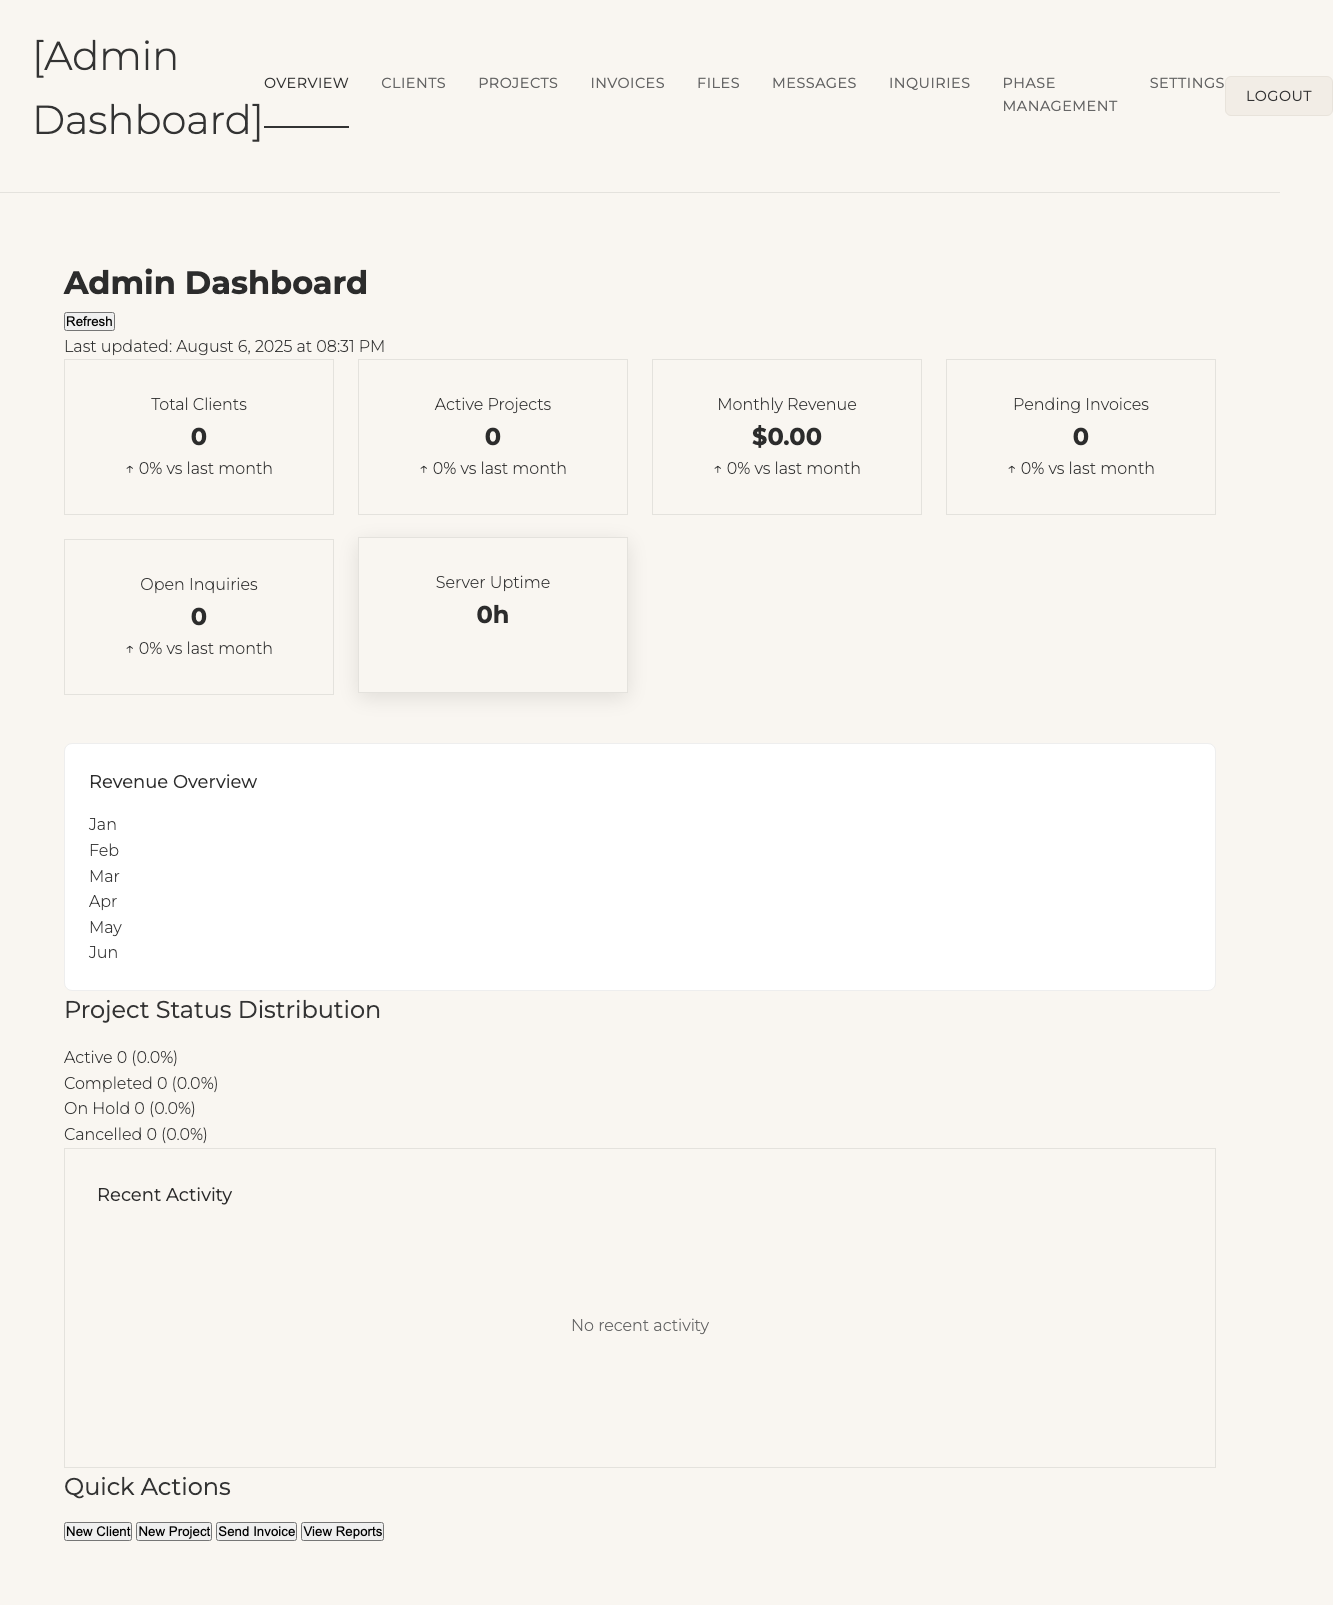 [Admin
Dashboard]
OVERVIEW
CLIENTS
PROJECTS
INVOICES
FILES
MESSAGES
INQUIRIES
PHASE
MANAGEMENT
SETTINGS
LOGOUT
Admin Dashboard
Refresh
Last updated: August 6, 2025 at 08:31 PM
Total Clients
0
↑ 0% vs last month
Active Projects
0
↑ 0% vs last month
Monthly Revenue
$0.00
↑ 0% vs last month
Pending Invoices
0
↑ 0% vs last month
Open Inquiries
0
↑ 0% vs last month
Server Uptime
0h
Revenue Overview
Jan
Feb
Mar
Apr
May
Jun
Project Status Distribution
Active 0 (0.0%)
Completed 0 (0.0%)
On Hold 0 (0.0%)
Cancelled 0 (0.0%)
Recent Activity
No recent activity
Quick Actions
New Client
New Project
Send Invoice
View Reports